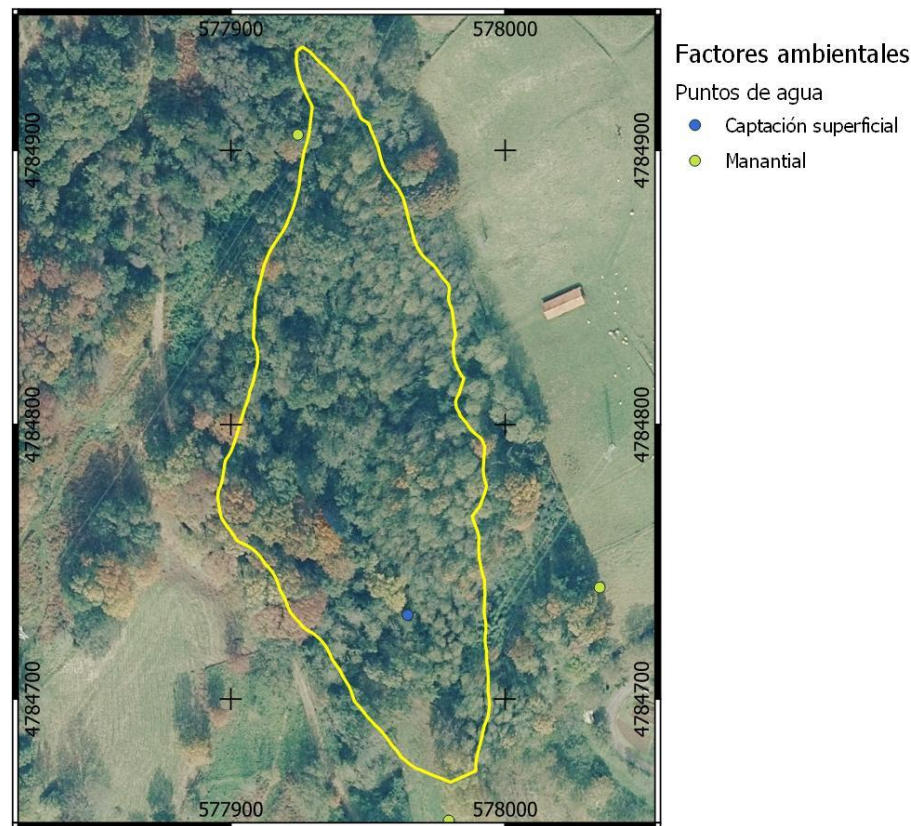 577900
578000
Factores ambientales
Puntos de agua
Captación superficial
Manantial
4784900
4784900
4784800
4784800
4784700
4784700
577900
578000